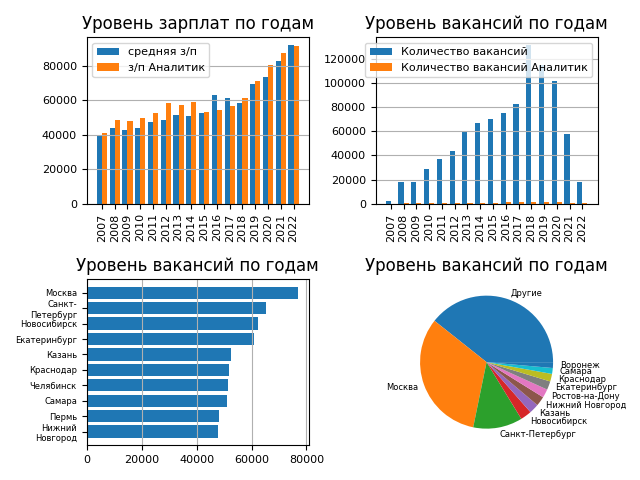 Уровень зарплат по годам
средняя з/п
з/п Аналитик
80000
60000
40000
20000
0
2007
2008
2009
2010
2011
2012
2013
2014
2015
2016
2017
2018
2019
2020
2021
2022
Уровень вакансий по годам
Количество вакансий
Количество вакансий Аналитик
120000
100000
80000
60000
40000
20000
0
2007
2008
2009
2010
2011
2012
2013
2014
2015
2016
2017
2018
2019
2020
2021
2022
Уровень вакансий по годам
Москва
Санкт-
Петербург
Новосибирск
Екатеринбург
Казань
Краснодар
Челябинск
Самара
Пермь
Нижний
Новгород
0
20000
40000
60000
80000
Уровень вакансий по годам
Другие
Москва
Санкт-Петербург
Воронеж
Самара
Краснодар
Екатеринбург
Ростов-на-Дону
Нижний Новгород
Казань
Новосибирск